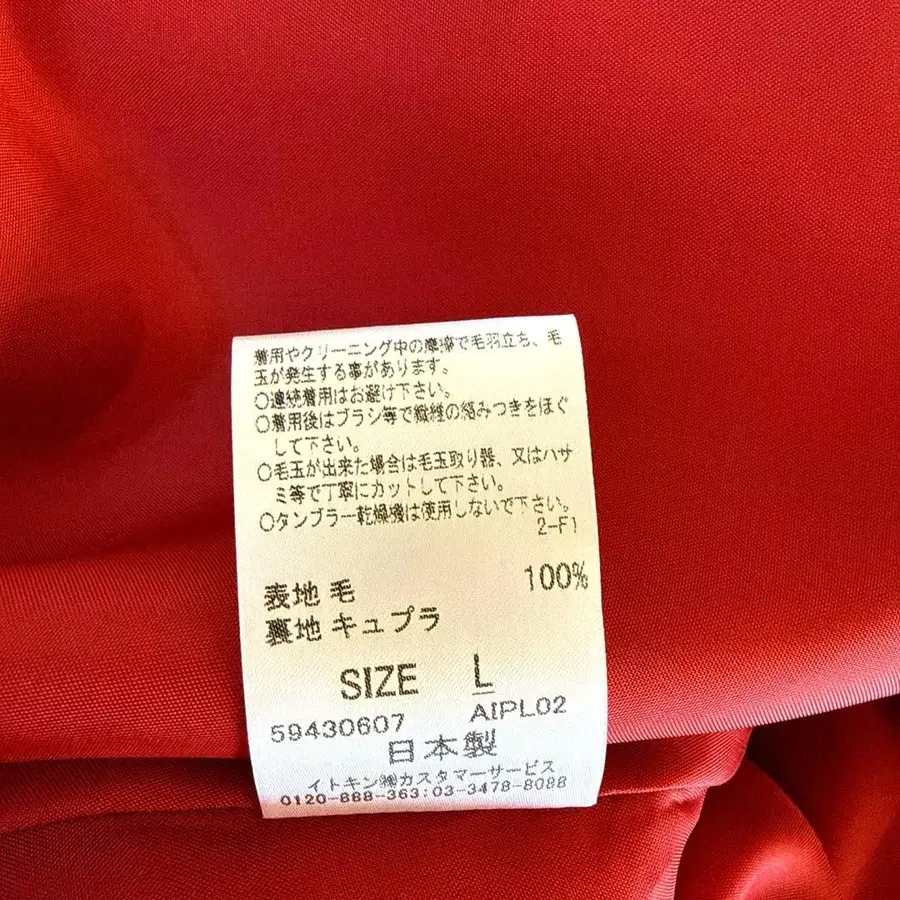 着用やクリーニング中の摩擦で毛羽立ち、毛
玉が発生する事があります。
○連続着用はお避け下さい。
○着用後はブラシ等で繊維の絡みつきをほぐ
して下さい。
○毛玉が出来た場合は毛玉取り器、又はハサ
ミ等で丁寧にカットして下さい。
○タンブラー乾燥機は使用しないで下さい。
2-F1
表地 毛 100%
裏地 キュプラ
SIZE L
59430607 AIPL02
日本製
イトキン㈱カスタマーサービス
0120-888-363:03-3478-8088